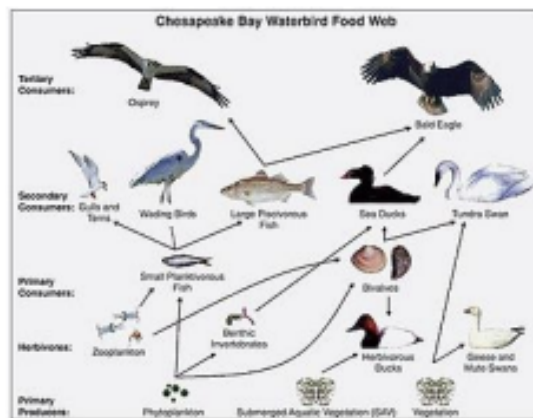 Chesapeake Bay Waterbird Food Web
Tertiary
Consumers:
Osprey
Bald Eagle
Secondary
Consumers:
Gulls and
Terns
Wading Birds
Large Piscivorous
Fish
Sea Ducks
Tundra Swan
Primary
Consumers:
Small Planktivorous
Fish
Bivalves
Herbivores:
Zooplankton
Benthic
Invertebrates
Herbivorous
Ducks
Geese and
Mute Swans
Primary
Producers:
Phytoplankton
Submerged Aquatic Vegetation (SAV)
Vegetation